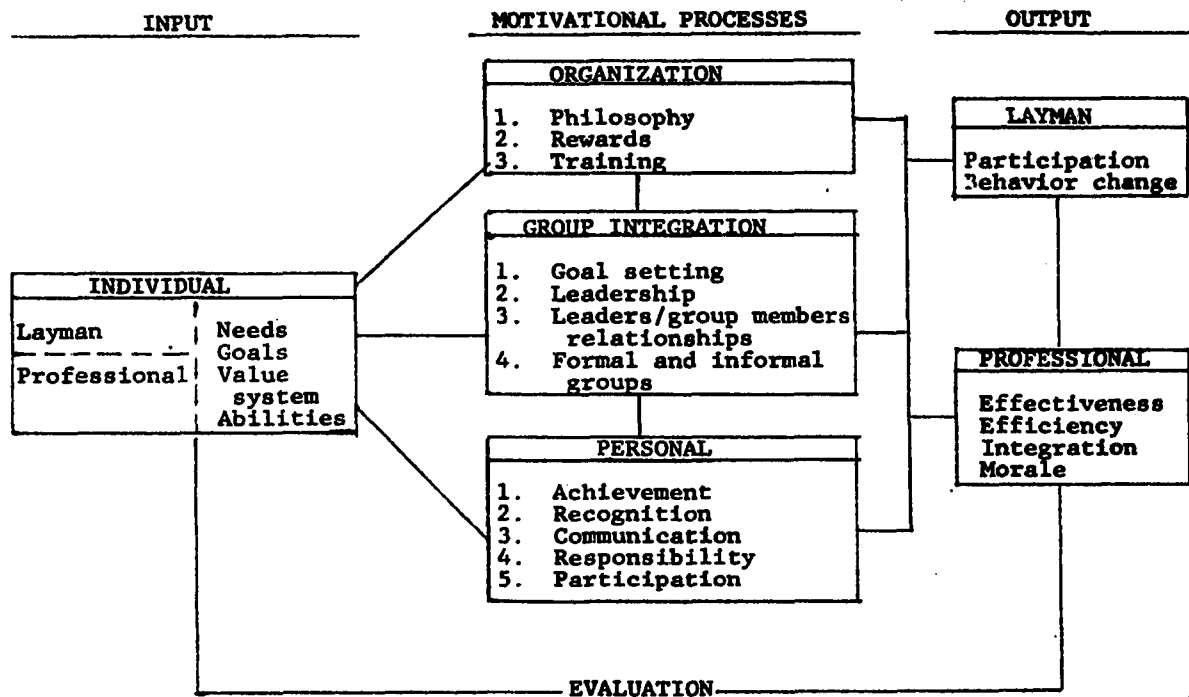 INPUT
MOTIVATIONAL PROCESSES
OUTPUT
INDIVIDUAL
Layman
Professional
Needs
Goals
Value
system
Abilities
ORGANIZATION
1. Philosophy
2. Rewards
3. Training
GROUP INTEGRATION
1. Goal setting
2. Leadership
3. Leaders/group members
relationships
4. Formal and informal
groups
PERSONAL
1. Achievement
2. Recognition
3. Communication
4. Responsibility
5. Participation
LAYMAN
Participation
Behavior change
PROFESSIONAL
Effectiveness
Efficiency
Integration
Morale
EVALUATION